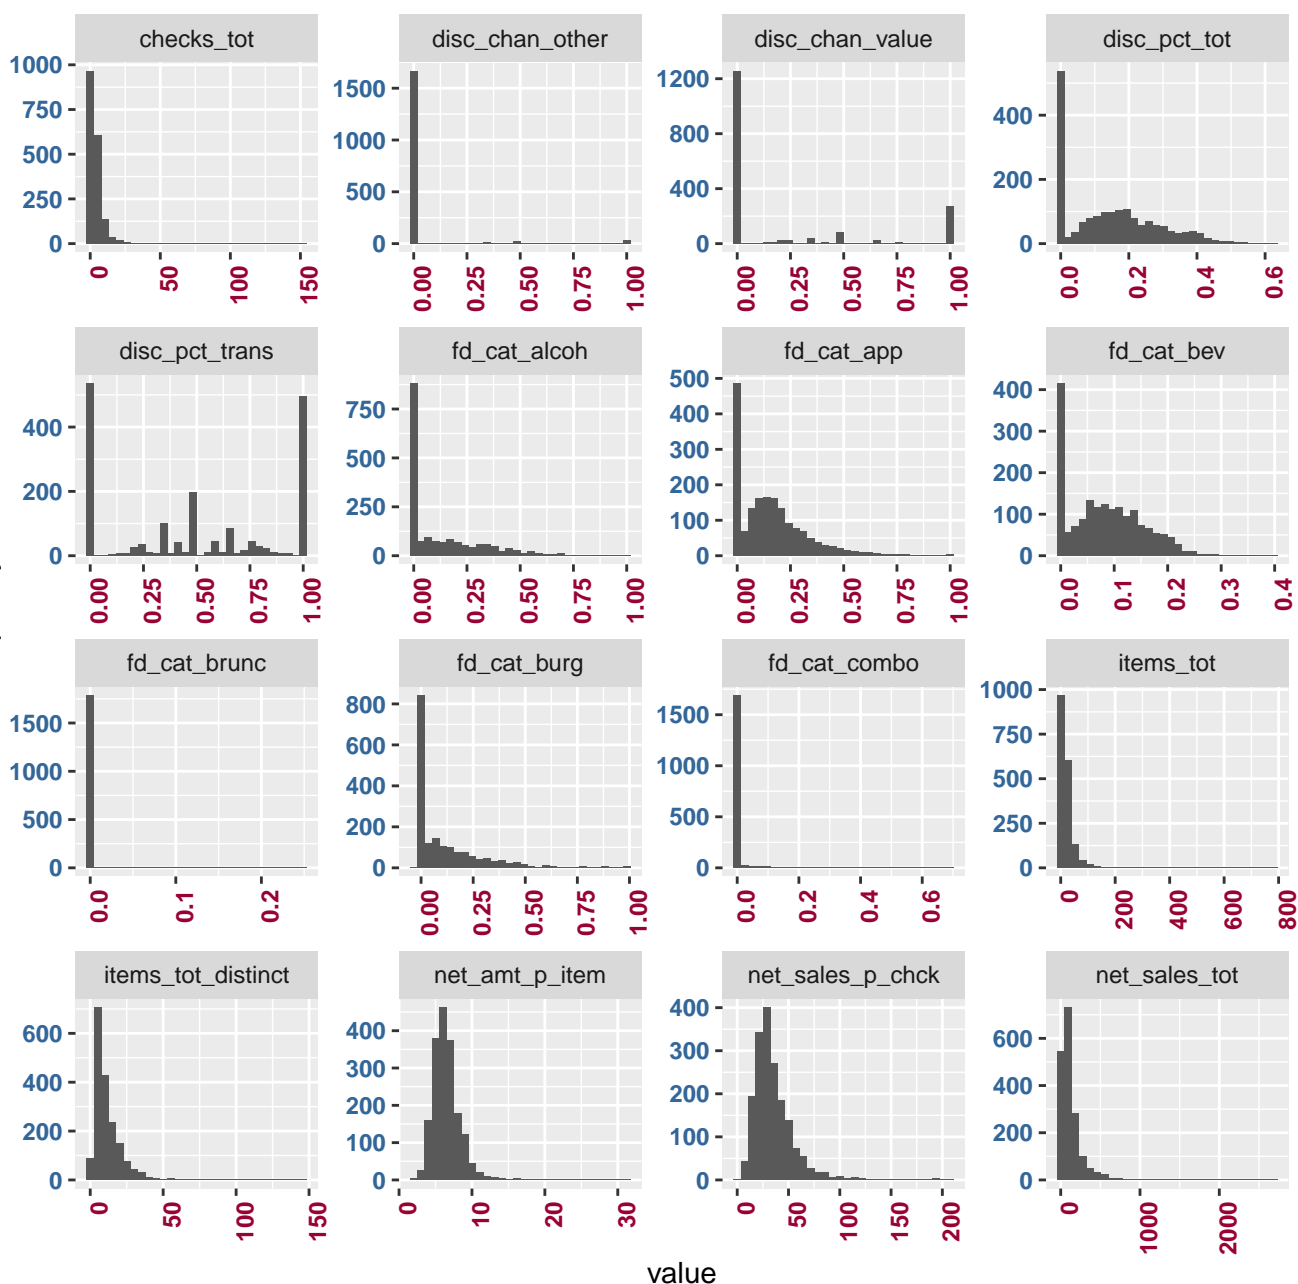 checks_tot disc_chan_other disc_chan_value disc_pct_tot
1000 750 500 250 0
1500 1000 500 0
1200 800 400 0
400 200 0
0 50 100 150
0.00 0.25 0.50 0.75 1.00
0.00 0.25 0.50 0.75 1.00
0.0 0.2 0.4 0.6
disc_pct_trans fd_cat_alcoh fd_cat_app fd_cat_bev
400 200 0
750 500 250 0
500 400 300 200 100 0
400 300 200 100 0
0.00 0.25 0.50 0.75 1.00
0.00 0.25 0.50 0.75 1.00
0.00 0.25 0.50 0.75 1.00
0.0 0.1 0.2 0.3 0.4
fd_cat_brunc fd_cat_burg fd_cat_combo items_tot
1500 1000 500 0
800 600 400 200 0
1500 1000 500 0
1000 750 500 250 0
0.0 0.1 0.2
0.00 0.25 0.50 0.75 1.00
0.0 0.2 0.4 0.6
0 200 400 600 800
items_tot_distinct net_amt_p_item net_sales_p_chck net_sales_tot
600 400 200 0
400 300 200 100 0
400 300 200 100 0
600 400 200 0
0 50 100 150
0 10 20 30
0 50 100 150 200
0 1000 2000
value